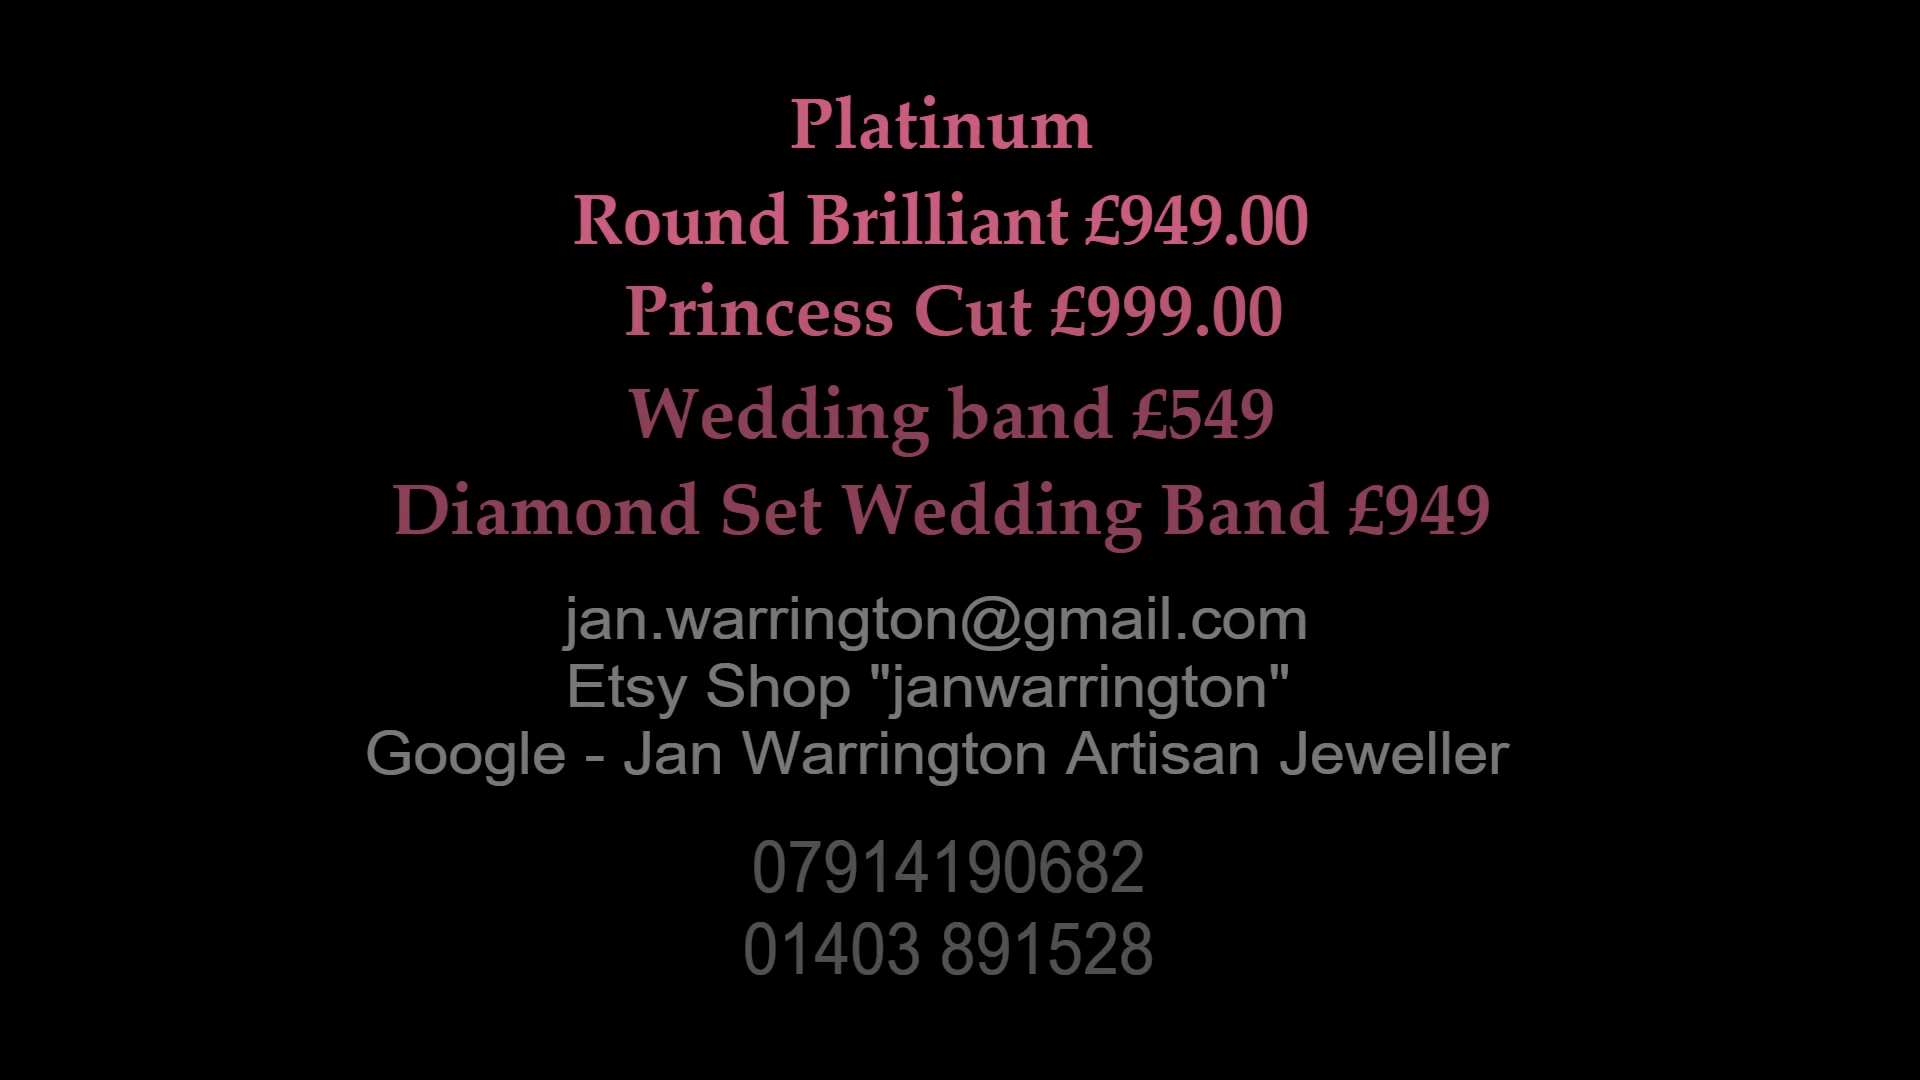 Platinum
Round Brilliant £949.00
Princess Cut £999.00
Wedding band £549
Diamond Set Wedding Band £949
jan.warrington@gmail.com
Etsy Shop "janwarrington"
Google - Jan Warrington Artisan Jeweller
07914190682
01403 891528